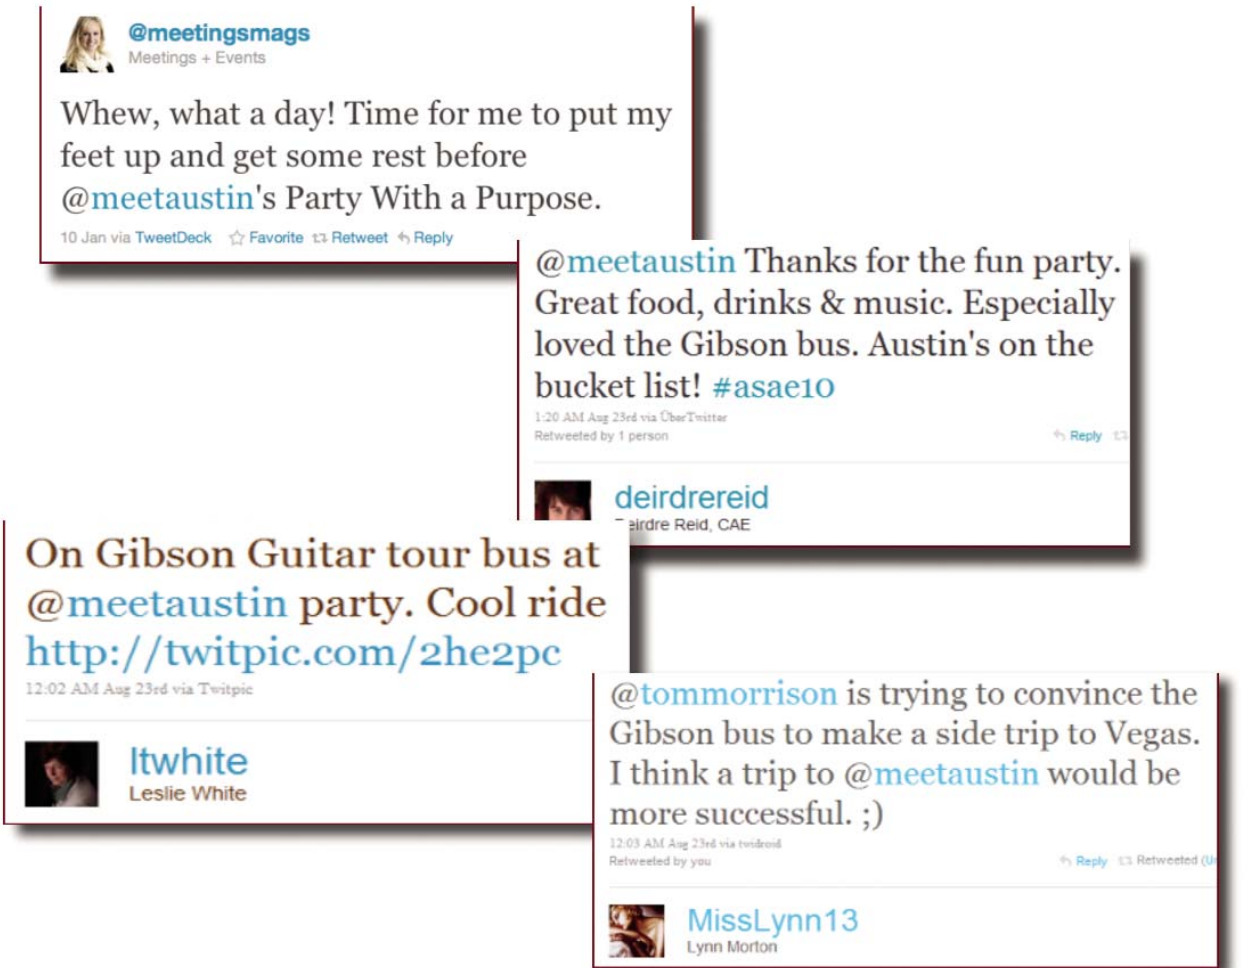 @meetingsmags
Meetings + Events
Whew, what a day! Time for me to put my
feet up and get some rest before
@meetaustin's Party With a Purpose.
10 Jan via TweetDeck Favorite Retweet Reply
@meetaustin Thanks for the fun party.
Great food, drinks & music. Especially
loved the Gibson bus. Austin's on the
bucket list! #asae10
1:20 AM Aug 23rd via ÜberTwitter
Retweeted by 1 person Reply
deirdrereid
Deirdre Reid, CAE
On Gibson Guitar tour bus at
@meetaustin party. Cool ride
http://twitpic.com/2he2pc
12:02 AM Aug 23rd via Twitpic
ltwhite
Leslie White
@tommorrison is trying to convince the
Gibson bus to make a side trip to Vegas.
I think a trip to @meetaustin would be
more successful. ;)
12:03 AM Aug 23rd via twidroid
Retweeted by you Reply Retweeted (U
MissLynn13
Lynn Morton